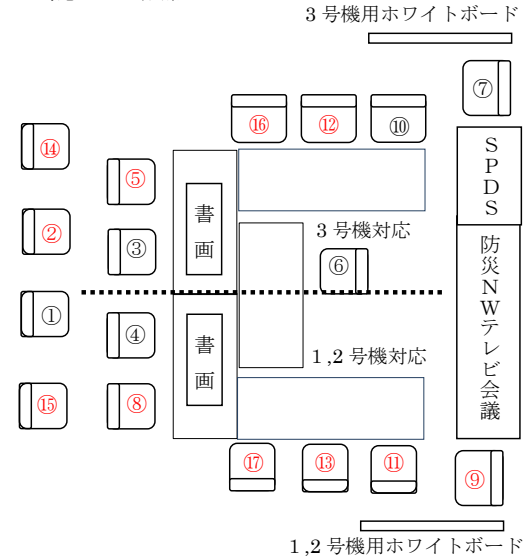 3号機用ホワイトボード
⑦
⑯ ⑫ ⑩
⑭
⑤
SPDS
②
③
書画
3号機対応
⑥
防災NWテレビ会議
①
④
書画
1,2号機対応
⑮
⑧
⑰ ⑬ ⑪
⑨
1,2号機用ホワイトボード